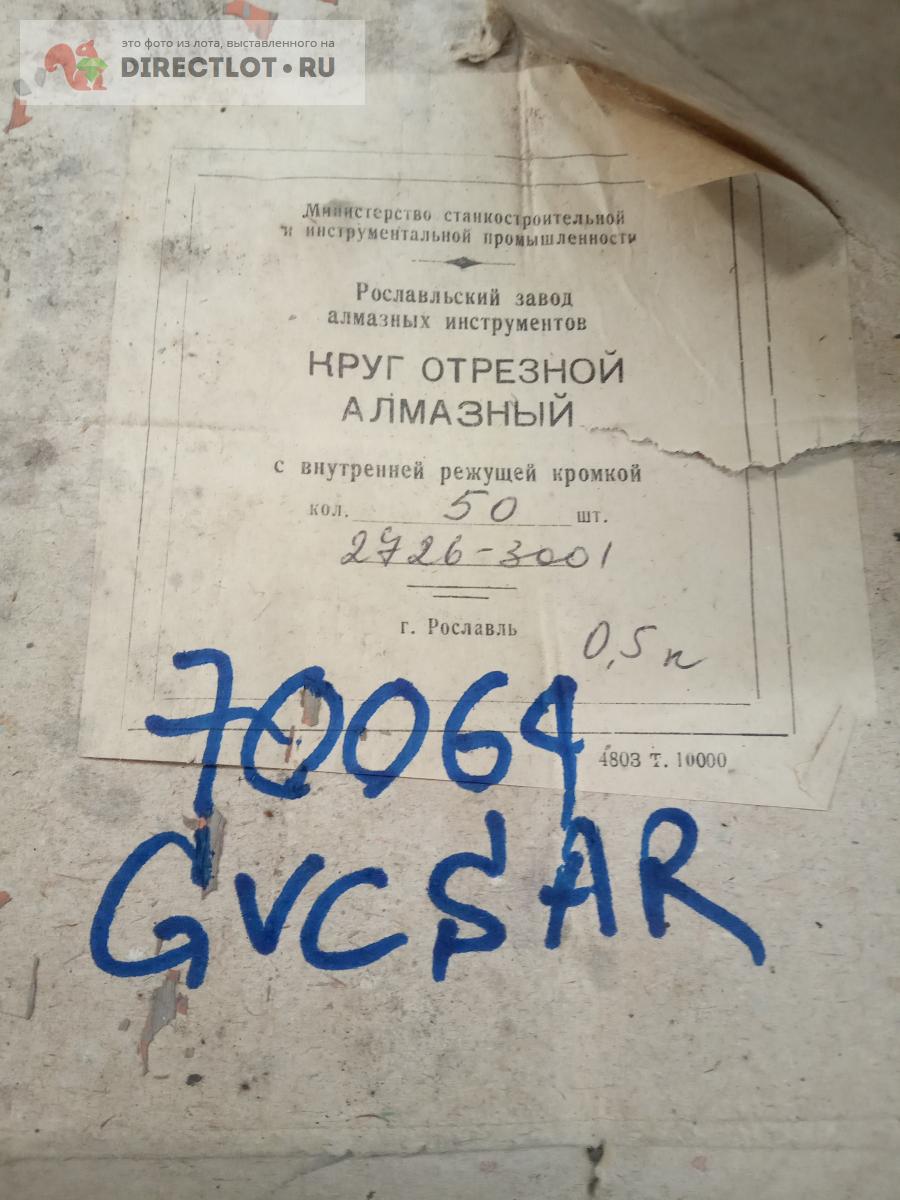 это фото из лота, выставленного на
DIRECTLOT•RU
Министерство станкостроительной
и инструментальной промышленности
Рославльский завод
алмазных инструментов
КРУГ ОТРЕЗНОЙ
АЛМАЗНЫЙ
с внутренней режущей кромкой
кол. 50 шт.
2726-3001
г. Рославль
0,5 к
70064
GVCSAR
4803 т. 10000